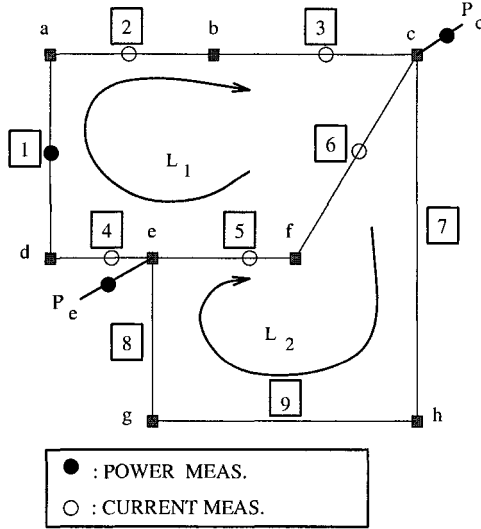 P c
a 2 b 3 c
1 L 1 6 7
d 4 e 5 f
P e
8 L 2
9
g h
● : POWER MEAS.
○ : CURRENT MEAS.